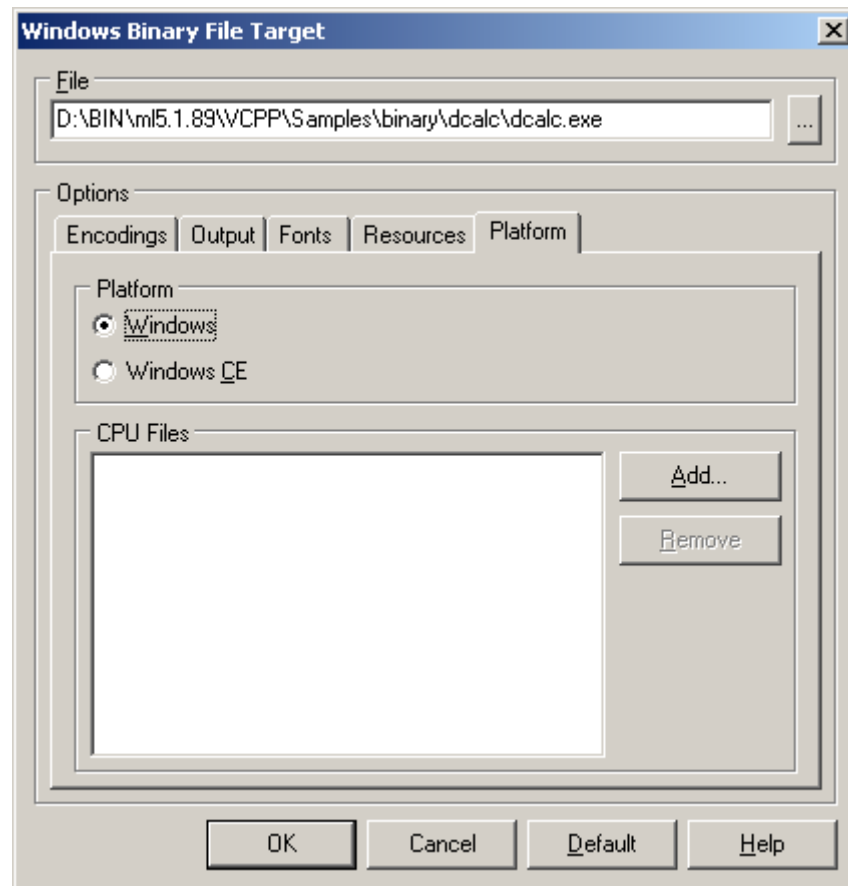 Windows Binary File Target
File
D:\BIN\ml5.1.89\VCPP\Samples\binary\dcalc\dcalc.exe
...
Options
Encodings Output Fonts Resources Platform
Platform
Windows
Windows CE
CPU Files
Add...
Remove
OK Cancel Default Help